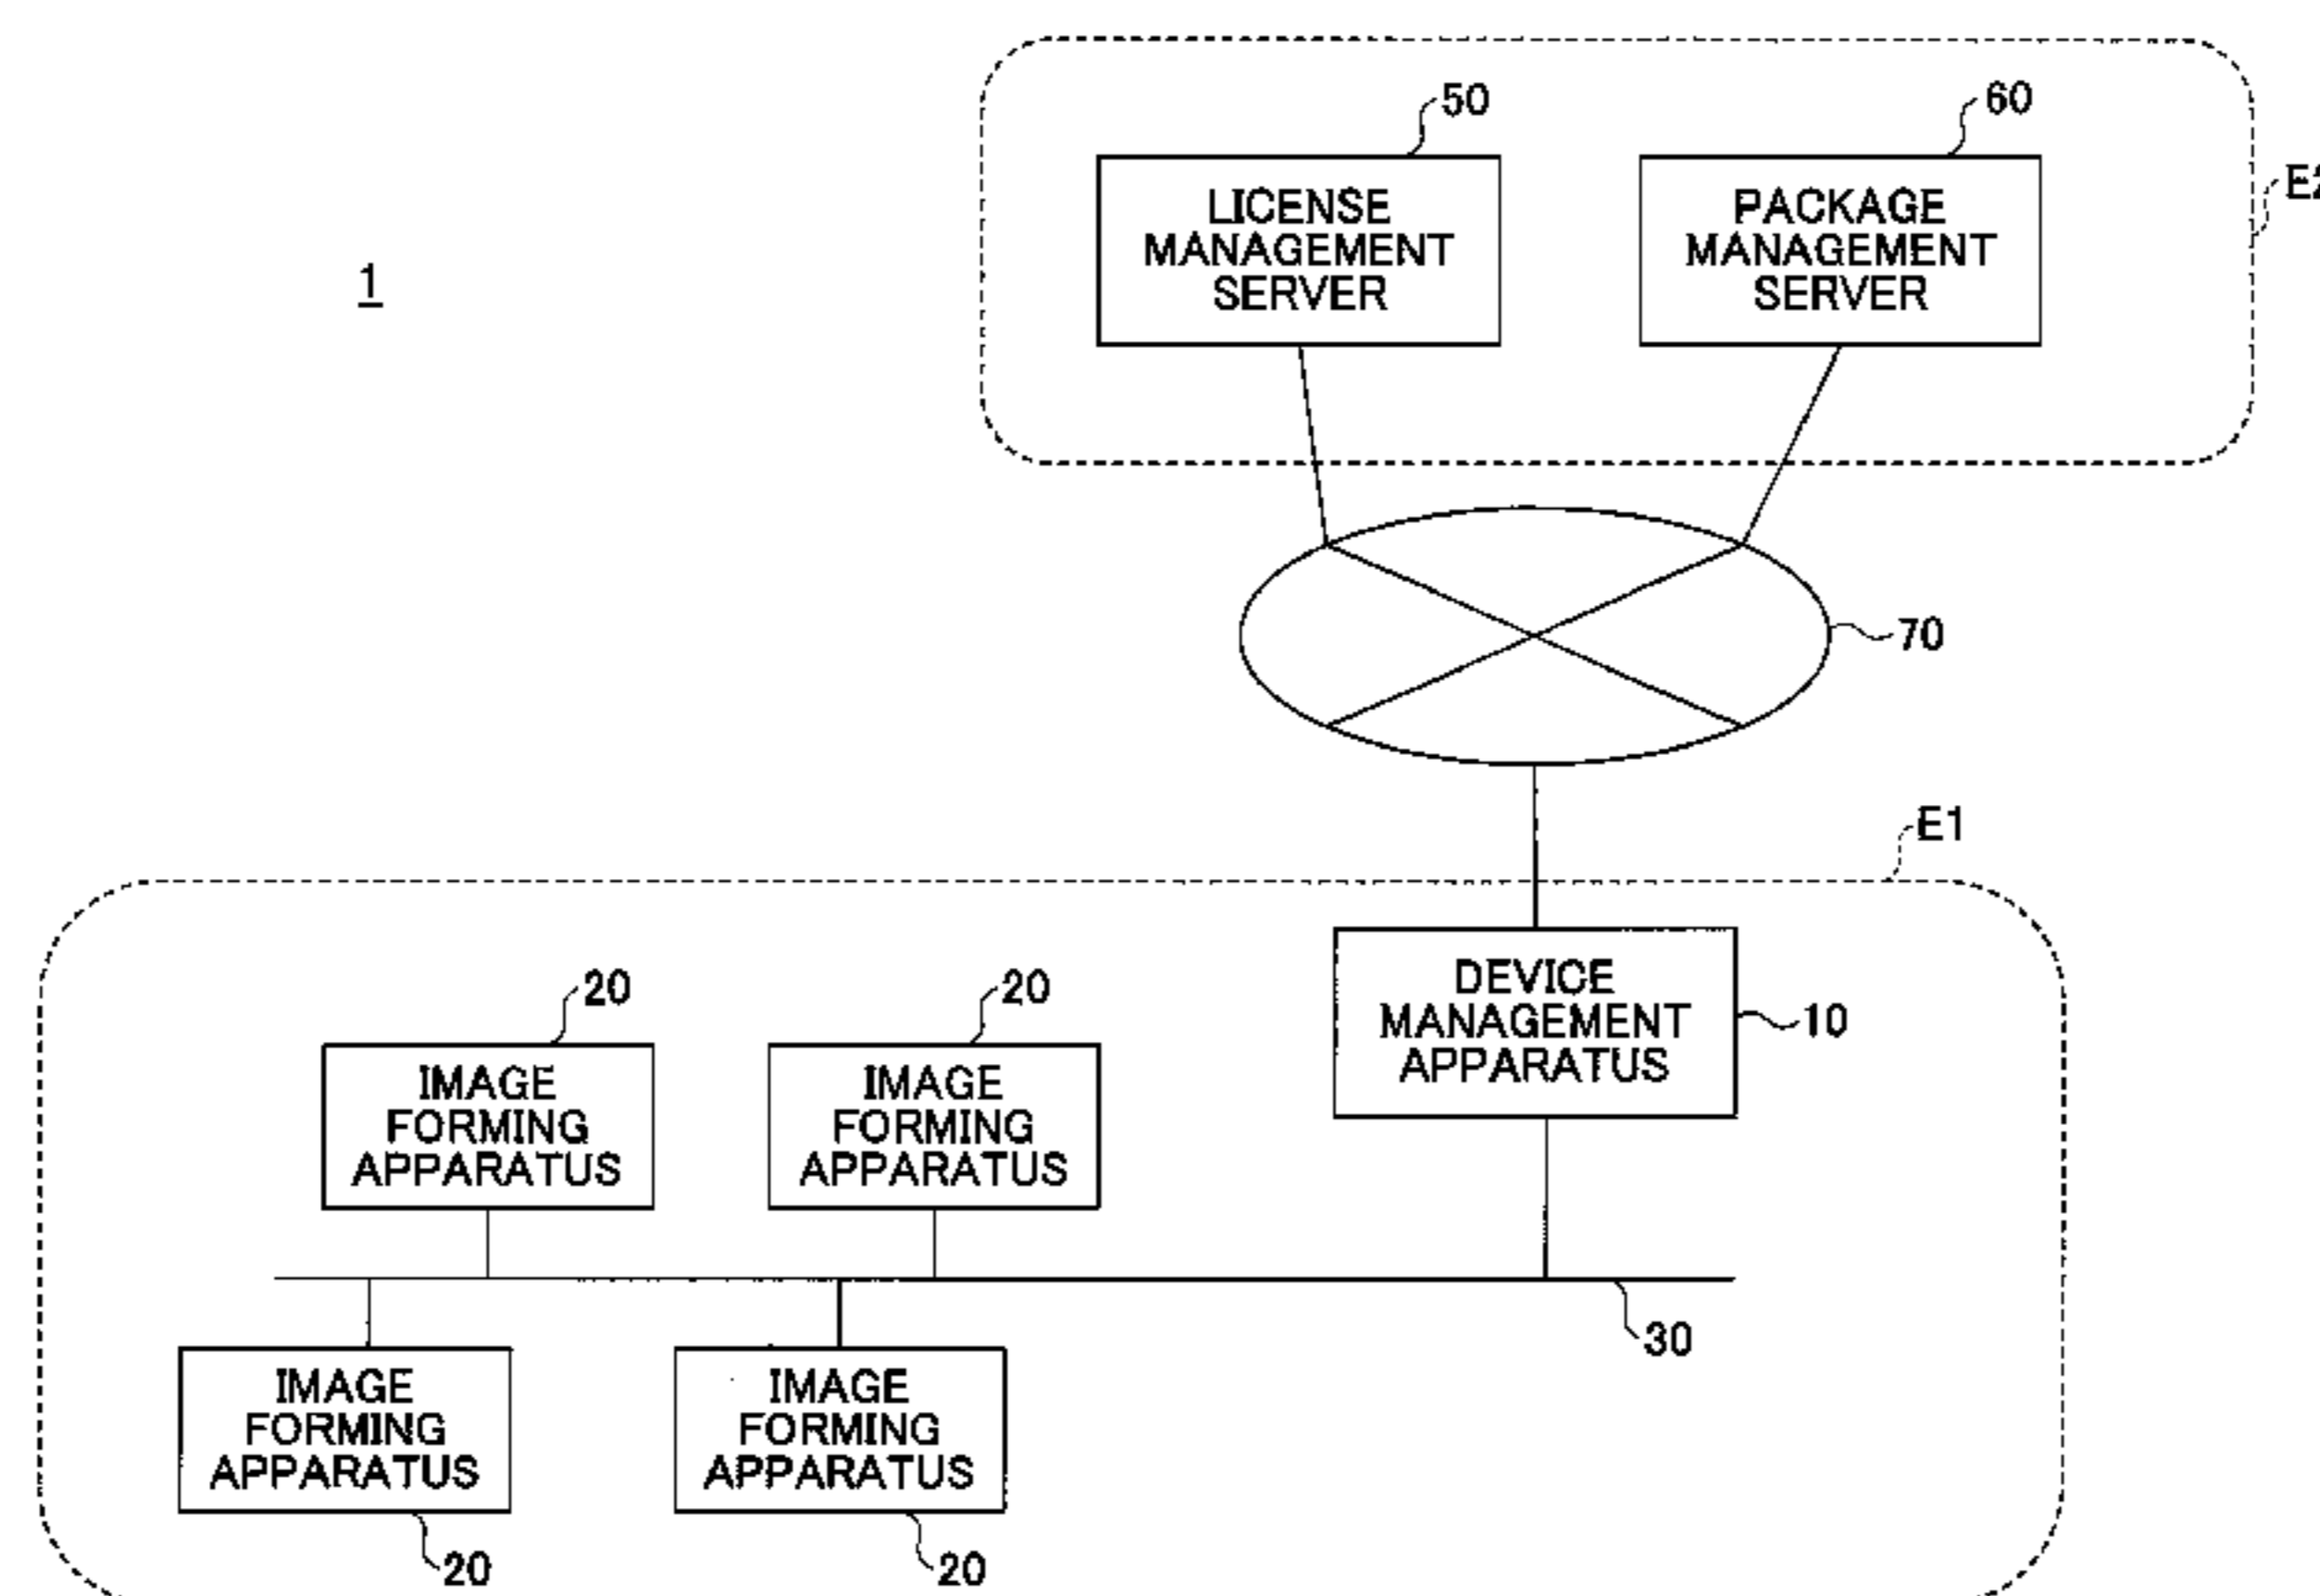 50
60
LICENSE
MANAGEMENT
SERVER
PACKAGE
MANAGEMENT
SERVER
E2
1
70
E1
20
20
DEVICE
MANAGEMENT
APPARATUS
10
IMAGE
FORMING
APPARATUS
IMAGE
FORMING
APPARATUS
30
IMAGE
FORMING
APPARATUS
IMAGE
FORMING
APPARATUS
20
20